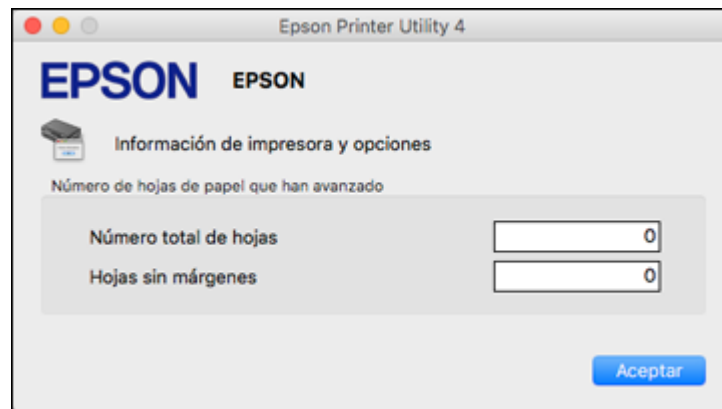 Epson Printer Utility 4
EPSON EPSON
Información de impresora y opciones
Número de hojas de papel que han avanzado
Número total de hojas 0
Hojas sin márgenes 0
Aceptar